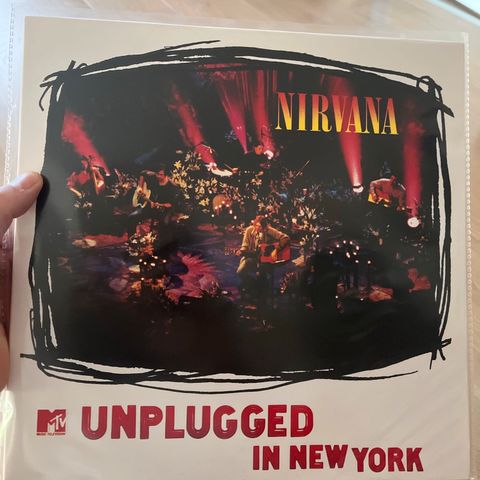 NIRVANA
MTV
MUSIC TELEVISION
UNPLUGGED
IN NEW YORK